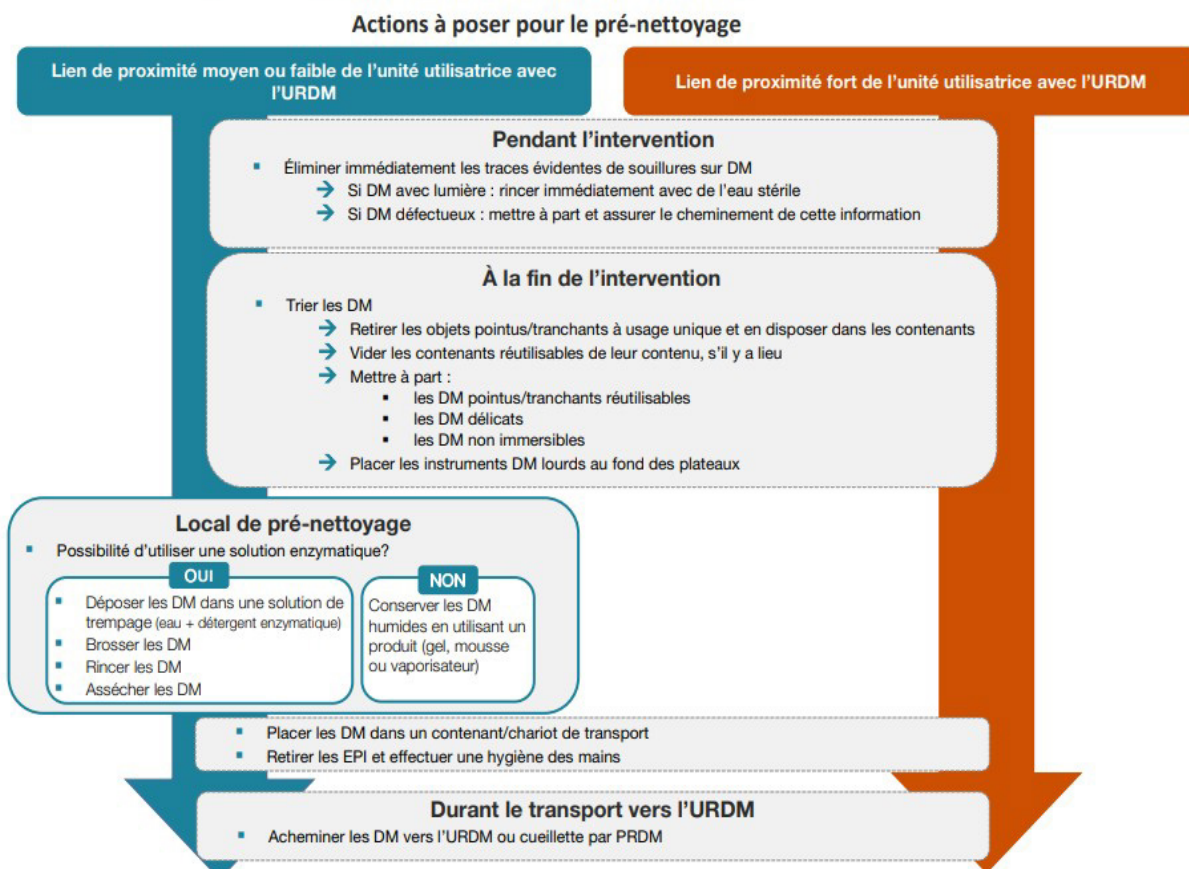 Actions à poser pour le pré-nettoyage
Lien de proximité moyen ou faible de l'unité utilisatrice avec
l'URDM
Lien de proximité fort de l'unité utilisatrice avec l'URDM
Pendant l'intervention
▪ Éliminer immédiatement les traces évidentes de souillures sur DM
→ Si DM avec lumière : rincer immédiatement avec de l'eau stérile
→ Si DM défectueux : mettre à part et assurer le cheminement de cette information
À la fin de l'intervention
▪ Trier les DM
→ Retirer les objets pointus/tranchants à usage unique et en disposer dans les contenants
→ Vider les contenants réutilisables de leur contenu, s'il y a lieu
→ Mettre à part :
▪ les DM pointus/tranchants réutilisables
▪ les DM délicats
▪ les DM non immersibles
→ Placer les instruments DM lourds au fond des plateaux
Local de pré-nettoyage
▪ Possibilité d'utiliser une solution enzymatique?
OUI
▪ Déposer les DM dans une solution de
trempage (eau + détergent enzymatique)
▪ Brosser les DM
▪ Rincer les DM
▪ Assécher les DM
NON
Conserver les DM
humides en utilisant un
produit (gel, mousse
ou vaporisateur)
▪ Placer les DM dans un contenant/chariot de transport
▪ Retirer les EPI et effectuer une hygiène des mains
Durant le transport vers l'URDM
▪ Acheminer les DM vers l'URDM ou cueillette par PRDM